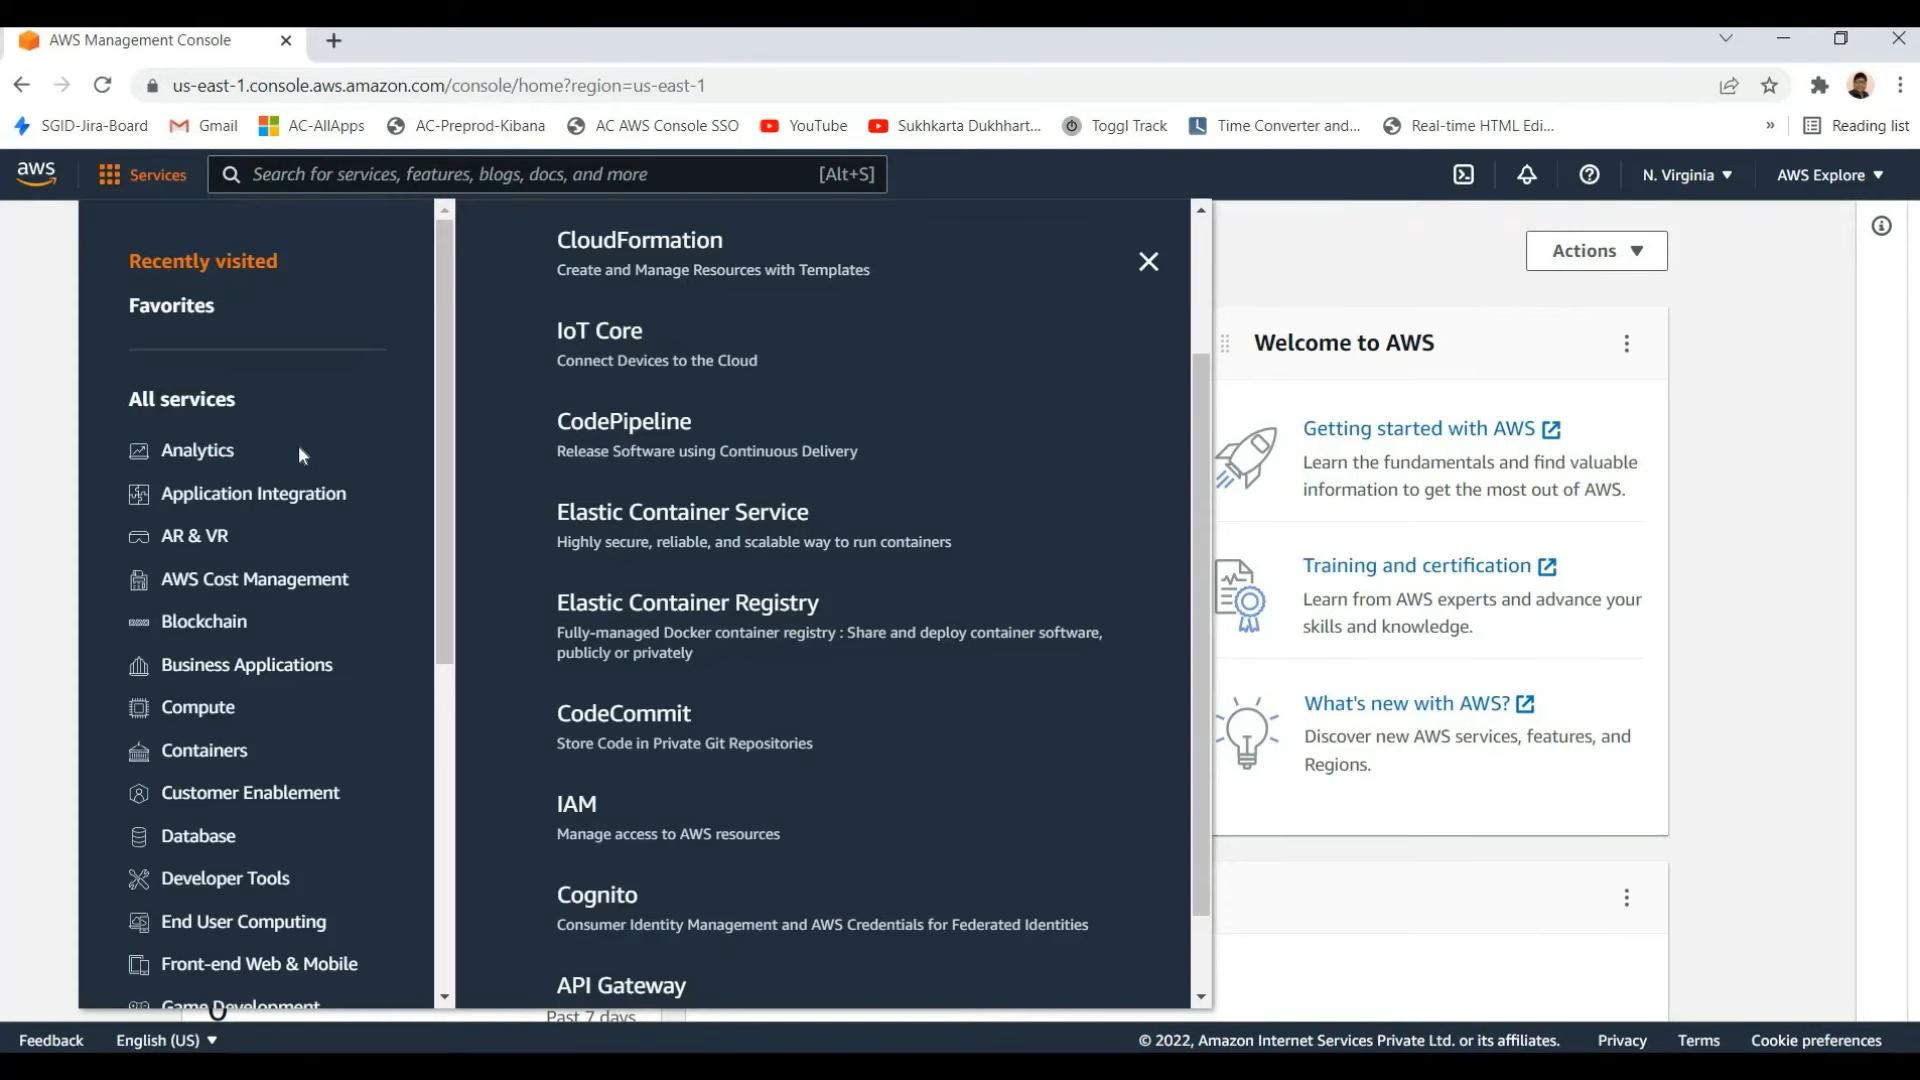 AWS Management Console
us-east-1.console.aws.amazon.com/console/home?region=us-east-1
SGID-Jira-Board
Gmail
AC-AllApps
AC-Preprod-Kibana
AC AWS Console SSO
YouTube
Sukhkarta Dukhhart...
Toggl Track
Time Converter and...
Real-time HTML Edi...
»
Reading list
aws
Services
Search for services, features, blogs, docs, and more
[Alt+S]
N. Virginia
AWS Explore
Recently visited
Favorites
All services
Analytics
Application Integration
AR & VR
AWS Cost Management
Blockchain
Business Applications
Compute
Containers
Customer Enablement
Database
Developer Tools
End User Computing
Front-end Web & Mobile
Game Development
CloudFormation
Create and Manage Resources with Templates
IoT Core
Connect Devices to the Cloud
CodePipeline
Release Software using Continuous Delivery
Elastic Container Service
Highly secure, reliable, and scalable way to run containers
Elastic Container Registry
Fully-managed Docker container registry : Share and deploy container software,
publicly or privately
CodeCommit
Store Code in Private Git Repositories
IAM
Manage access to AWS resources
Cognito
Consumer Identity Management and AWS Credentials for Federated Identities
API Gateway
Past 7 days
Actions
Welcome to AWS
Getting started with AWS
Learn the fundamentals and find valuable
information to get the most out of AWS.
Training and certification
Learn from AWS experts and advance your
skills and knowledge.
What's new with AWS?
Discover new AWS services, features, and
Regions.
Feedback
English (US)
© 2022, Amazon Internet Services Private Ltd. or its affiliates.
Privacy
Terms
Cookie preferences